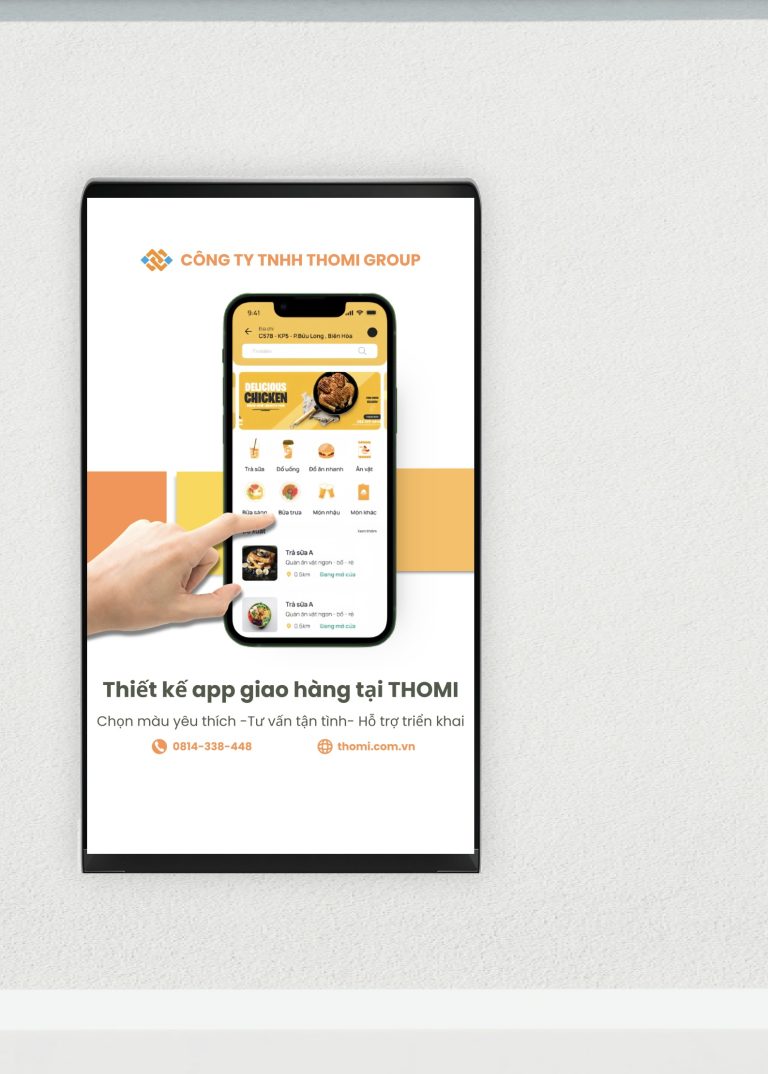 CÔNG TY TNHH THOMI GROUP
9:41
Địa chỉ
C57B - KP5 - P.Bửu Long , Biên Hòa
Tìm kiếm
DELICIOUS
CHICKEN
Trà sữa Đồ uống Đồ ăn nhanh Ăn vặt
Bữa sáng Bữa trưa Món nhậu Món khác
Xem thêm
Trà sữa A
Quán ăn vặt ngon - bổ - rẻ
0.5km Đang mở cửa
Trà sữa A
Quán ăn vặt ngon - bổ - rẻ
0.5km Đang mở cửa
Thiết kế app giao hàng tại THOMI
Chọn màu yêu thích -Tư vấn tận tình- Hỗ trợ triển khai
0814-338-448 thomi.com.vn